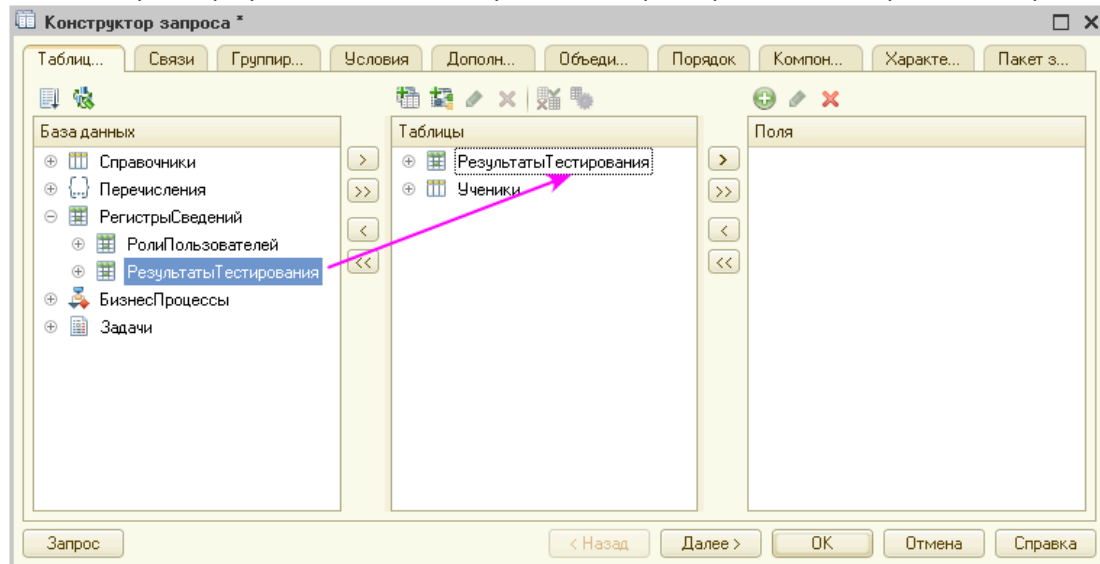 Конструктор запроса *
Таблиц... Связи Группир... Условия Дополн... Объеди... Порядок Компон... Характе... Пакет з...
База данных
Справочники
Перечисления
РегистрыСведений
РолиПользователей
РезультатыТестирования
БизнесПроцессы
Задачи
>
>>
<
<<
Таблицы
РезультатыТестирования
Ученики
>
>>
<
<<
Поля
Запрос < Назад Далее > ОК Отмена Справка